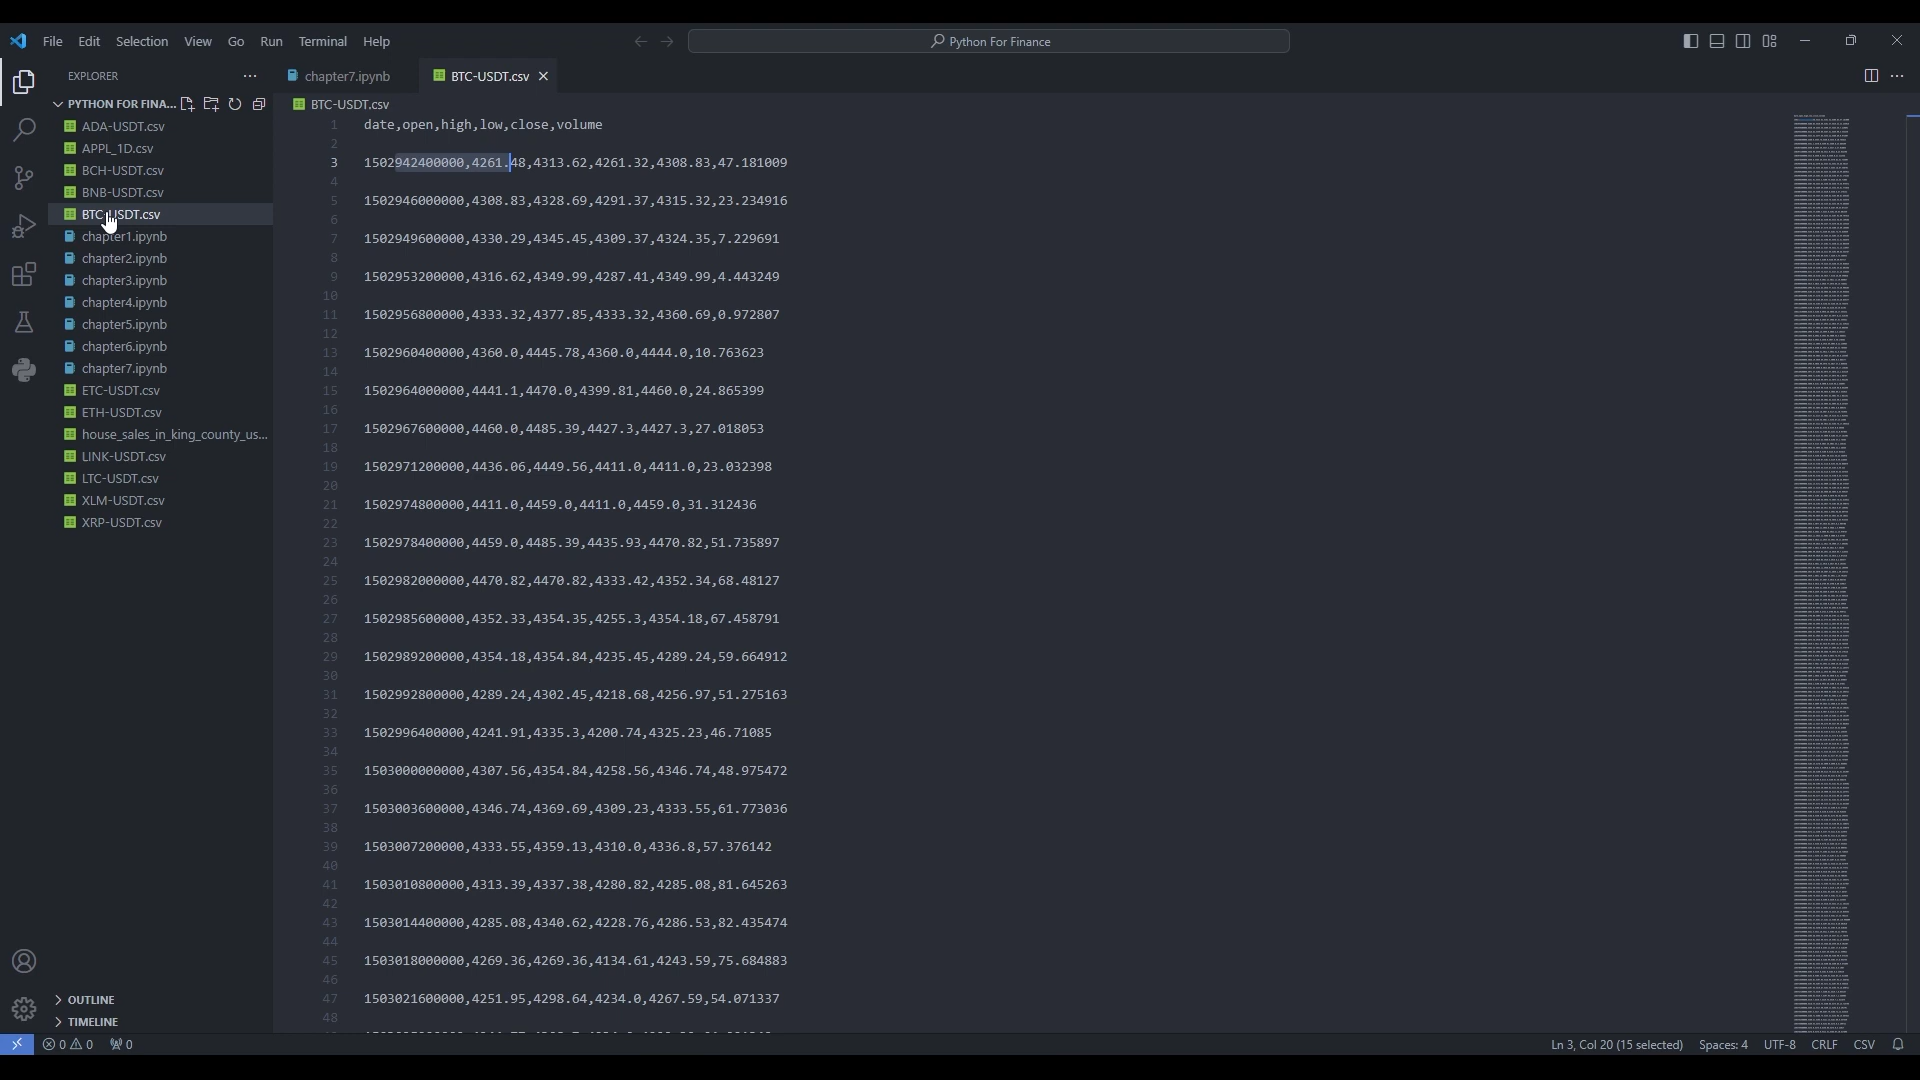 File Edit Selection View Go Run Terminal Help
Python For Finance
EXPLORER
PYTHON FOR FINA...
ADA-USDT.csv
APPL_1D.csv
BCH-USDT.csv
BNB-USDT.csv
BTC-USDT.csv
chapter1.ipynb
chapter2.ipynb
chapter3.ipynb
chapter4.ipynb
chapter5.ipynb
chapter6.ipynb
chapter7.ipynb
ETC-USDT.csv
ETH-USDT.csv
house_sales_in_king_county_us...
LINK-USDT.csv
LTC-USDT.csv
XLM-USDT.csv
XRP-USDT.csv
OUTLINE
TIMELINE
chapter7.ipynb BTC-USDT.csv
BTC-USDT.csv
1 date,open,high,low,close,volume
2
3 1502942400000,4261.48,4313.62,4261.32,4308.83,47.181009
4
5 1502946000000,4308.83,4328.69,4291.37,4315.32,23.234916
6
7 1502949600000,4330.29,4345.45,4309.37,4324.35,7.229691
8
9 1502953200000,4316.62,4349.99,4287.41,4349.99,4.443249
10
11 1502956800000,4333.32,4377.85,4333.32,4360.69,0.972807
12
13 1502960400000,4360.0,4445.78,4360.0,4444.0,10.763623
14
15 1502964000000,4441.1,4470.0,4399.81,4460.0,24.865399
16
17 1502967600000,4460.0,4485.39,4427.3,4427.3,27.018053
18
19 1502971200000,4436.06,4449.56,4411.0,4411.0,23.032398
20
21 1502974800000,4411.0,4459.0,4411.0,4459.0,31.312436
22
23 1502978400000,4459.0,4485.39,4435.93,4470.82,51.735897
24
25 1502982000000,4470.82,4470.82,4333.42,4352.34,68.48127
26
27 1502985600000,4352.33,4354.35,4255.3,4354.18,67.458791
28
29 1502989200000,4354.18,4354.84,4235.45,4289.24,59.664912
30
31 1502992800000,4289.24,4302.45,4218.68,4256.97,51.275163
32
33 1502996400000,4241.91,4335.3,4200.74,4325.23,46.71085
34
35 1503000000000,4307.56,4354.84,4258.56,4346.74,48.975472
36
37 1503003600000,4346.74,4369.69,4309.23,4333.55,61.773036
38
39 1503007200000,4333.55,4359.13,4310.0,4336.8,57.376142
40
41 1503010800000,4313.39,4337.38,4280.82,4285.08,81.645263
42
43 1503014400000,4285.08,4340.62,4228.76,4286.53,82.435474
44
45 1503018000000,4269.36,4269.36,4134.61,4243.59,75.684883
46
47 1503021600000,4251.95,4298.64,4234.0,4267.59,54.071337
48
0 0 0
Ln 3, Col 20 (15 selected) Spaces: 4 UTF-8 CRLF CSV